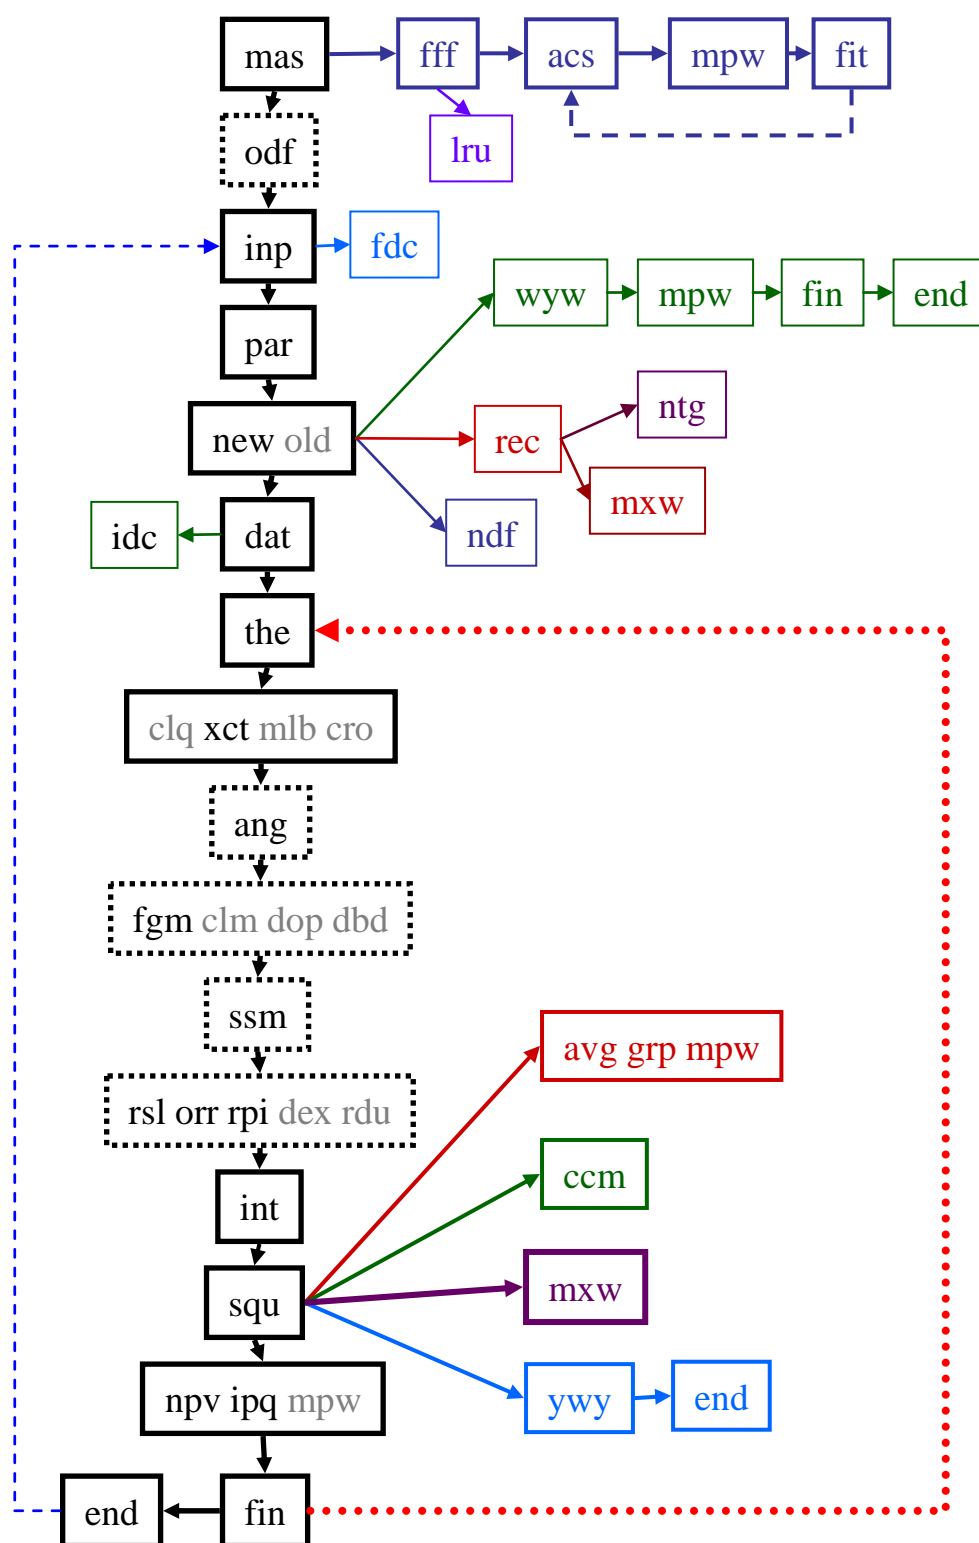 mas fff acs mpw fit
odf lru
inp fdc
wyw mpw fin end
par
ntg
new old rec
mxw
idc dat ndf
the
clq xct mlb cro
ang
fgm clm dop dbd
ssm
avg grp mpw
rsl orr rpi dex rdu
ccm
int
mxw
squ
npv ipq mpw ywy end
end fin